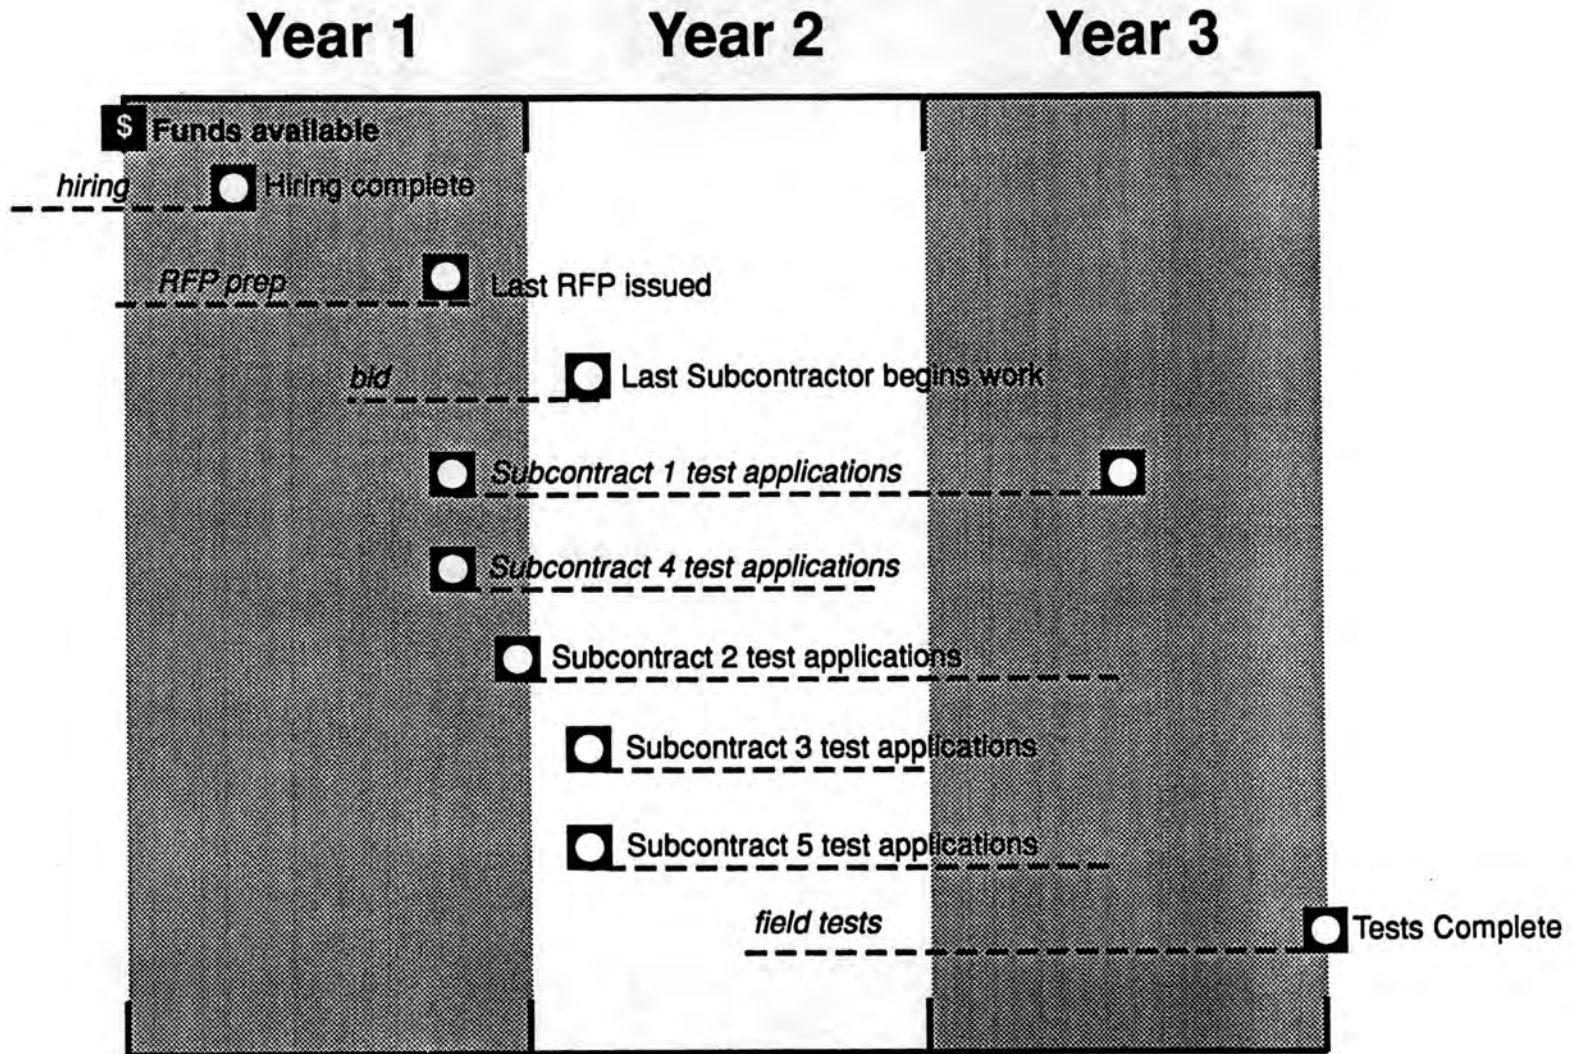 Year 1 Year 2 Year 3
$ Funds available
hiring Hiring complete
RFP prep Last RFP issued
bid Last Subcontractor begins work
Subcontract 1 test applications
Subcontract 4 test applications
Subcontract 2 test applications
Subcontract 3 test applications
Subcontract 5 test applications
field tests Tests Complete